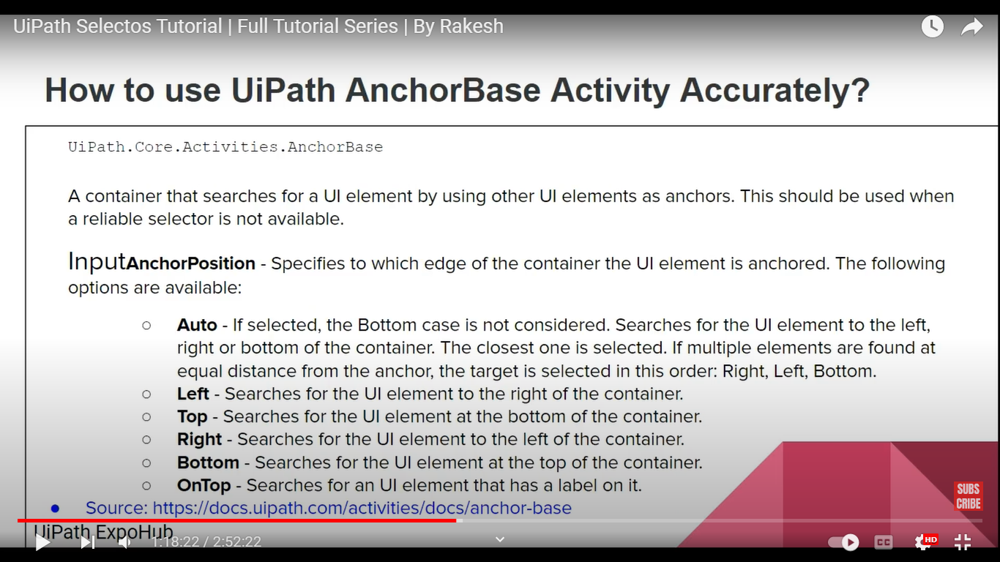 UiPath Selectos Tutorial | Full Tutorial Series | By Rakesh
How to use UiPath AnchorBase Activity Accurately?
UiPath.Core.Activities.AnchorBase
A container that searches for a UI element by using other UI elements as anchors. This should be used when
a reliable selector is not available.
InputAnchorPosition - Specifies to which edge of the container the UI element is anchored. The following
options are available:
○ Auto - If selected, the Bottom case is not considered. Searches for the UI element to the left,
right or bottom of the container. The closest one is selected. If multiple elements are found at
equal distance from the anchor, the target is selected in this order: Right, Left, Bottom.
○ Left - Searches for the UI element to the right of the container.
○ Top - Searches for the UI element at the bottom of the container.
○ Right - Searches for the UI element to the left of the container.
○ Bottom - Searches for the UI element at the top of the container.
○ OnTop - Searches for an UI element that has a label on it.
● Source: https://docs.uipath.com/activities/docs/anchor-base
SUBS
CRIBE
UiPath ExpoHub
1:18:22 / 2:52:22
CC
HD